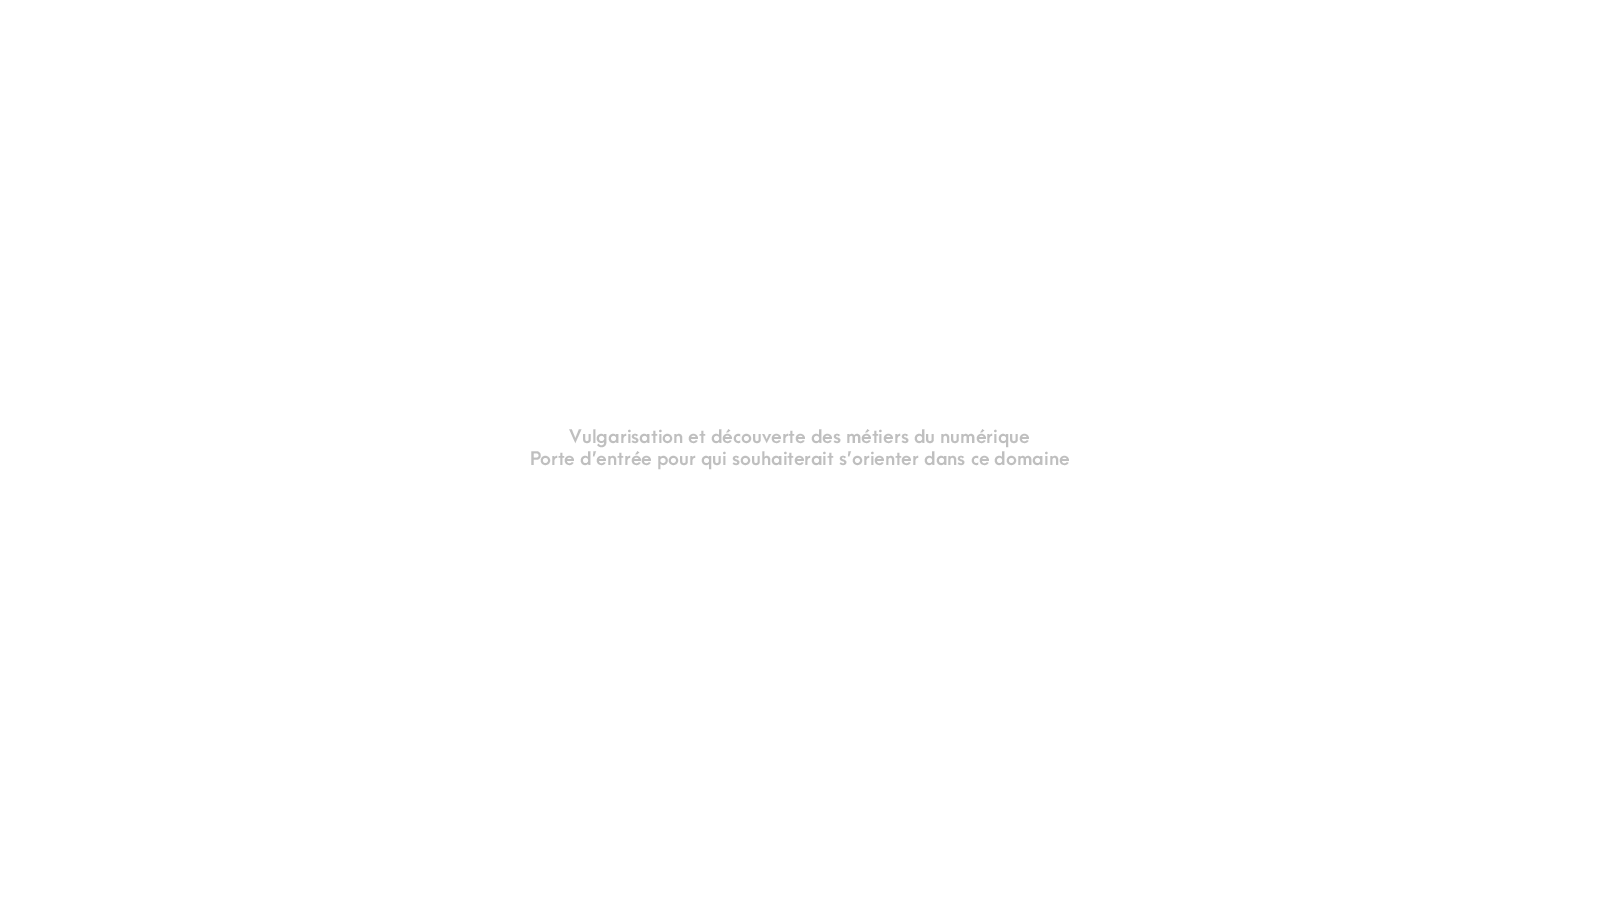 Vulgarisation et découverte des métiers du numérique
Porte d’entrée pour qui souhaiterait s’orienter dans ce domaine